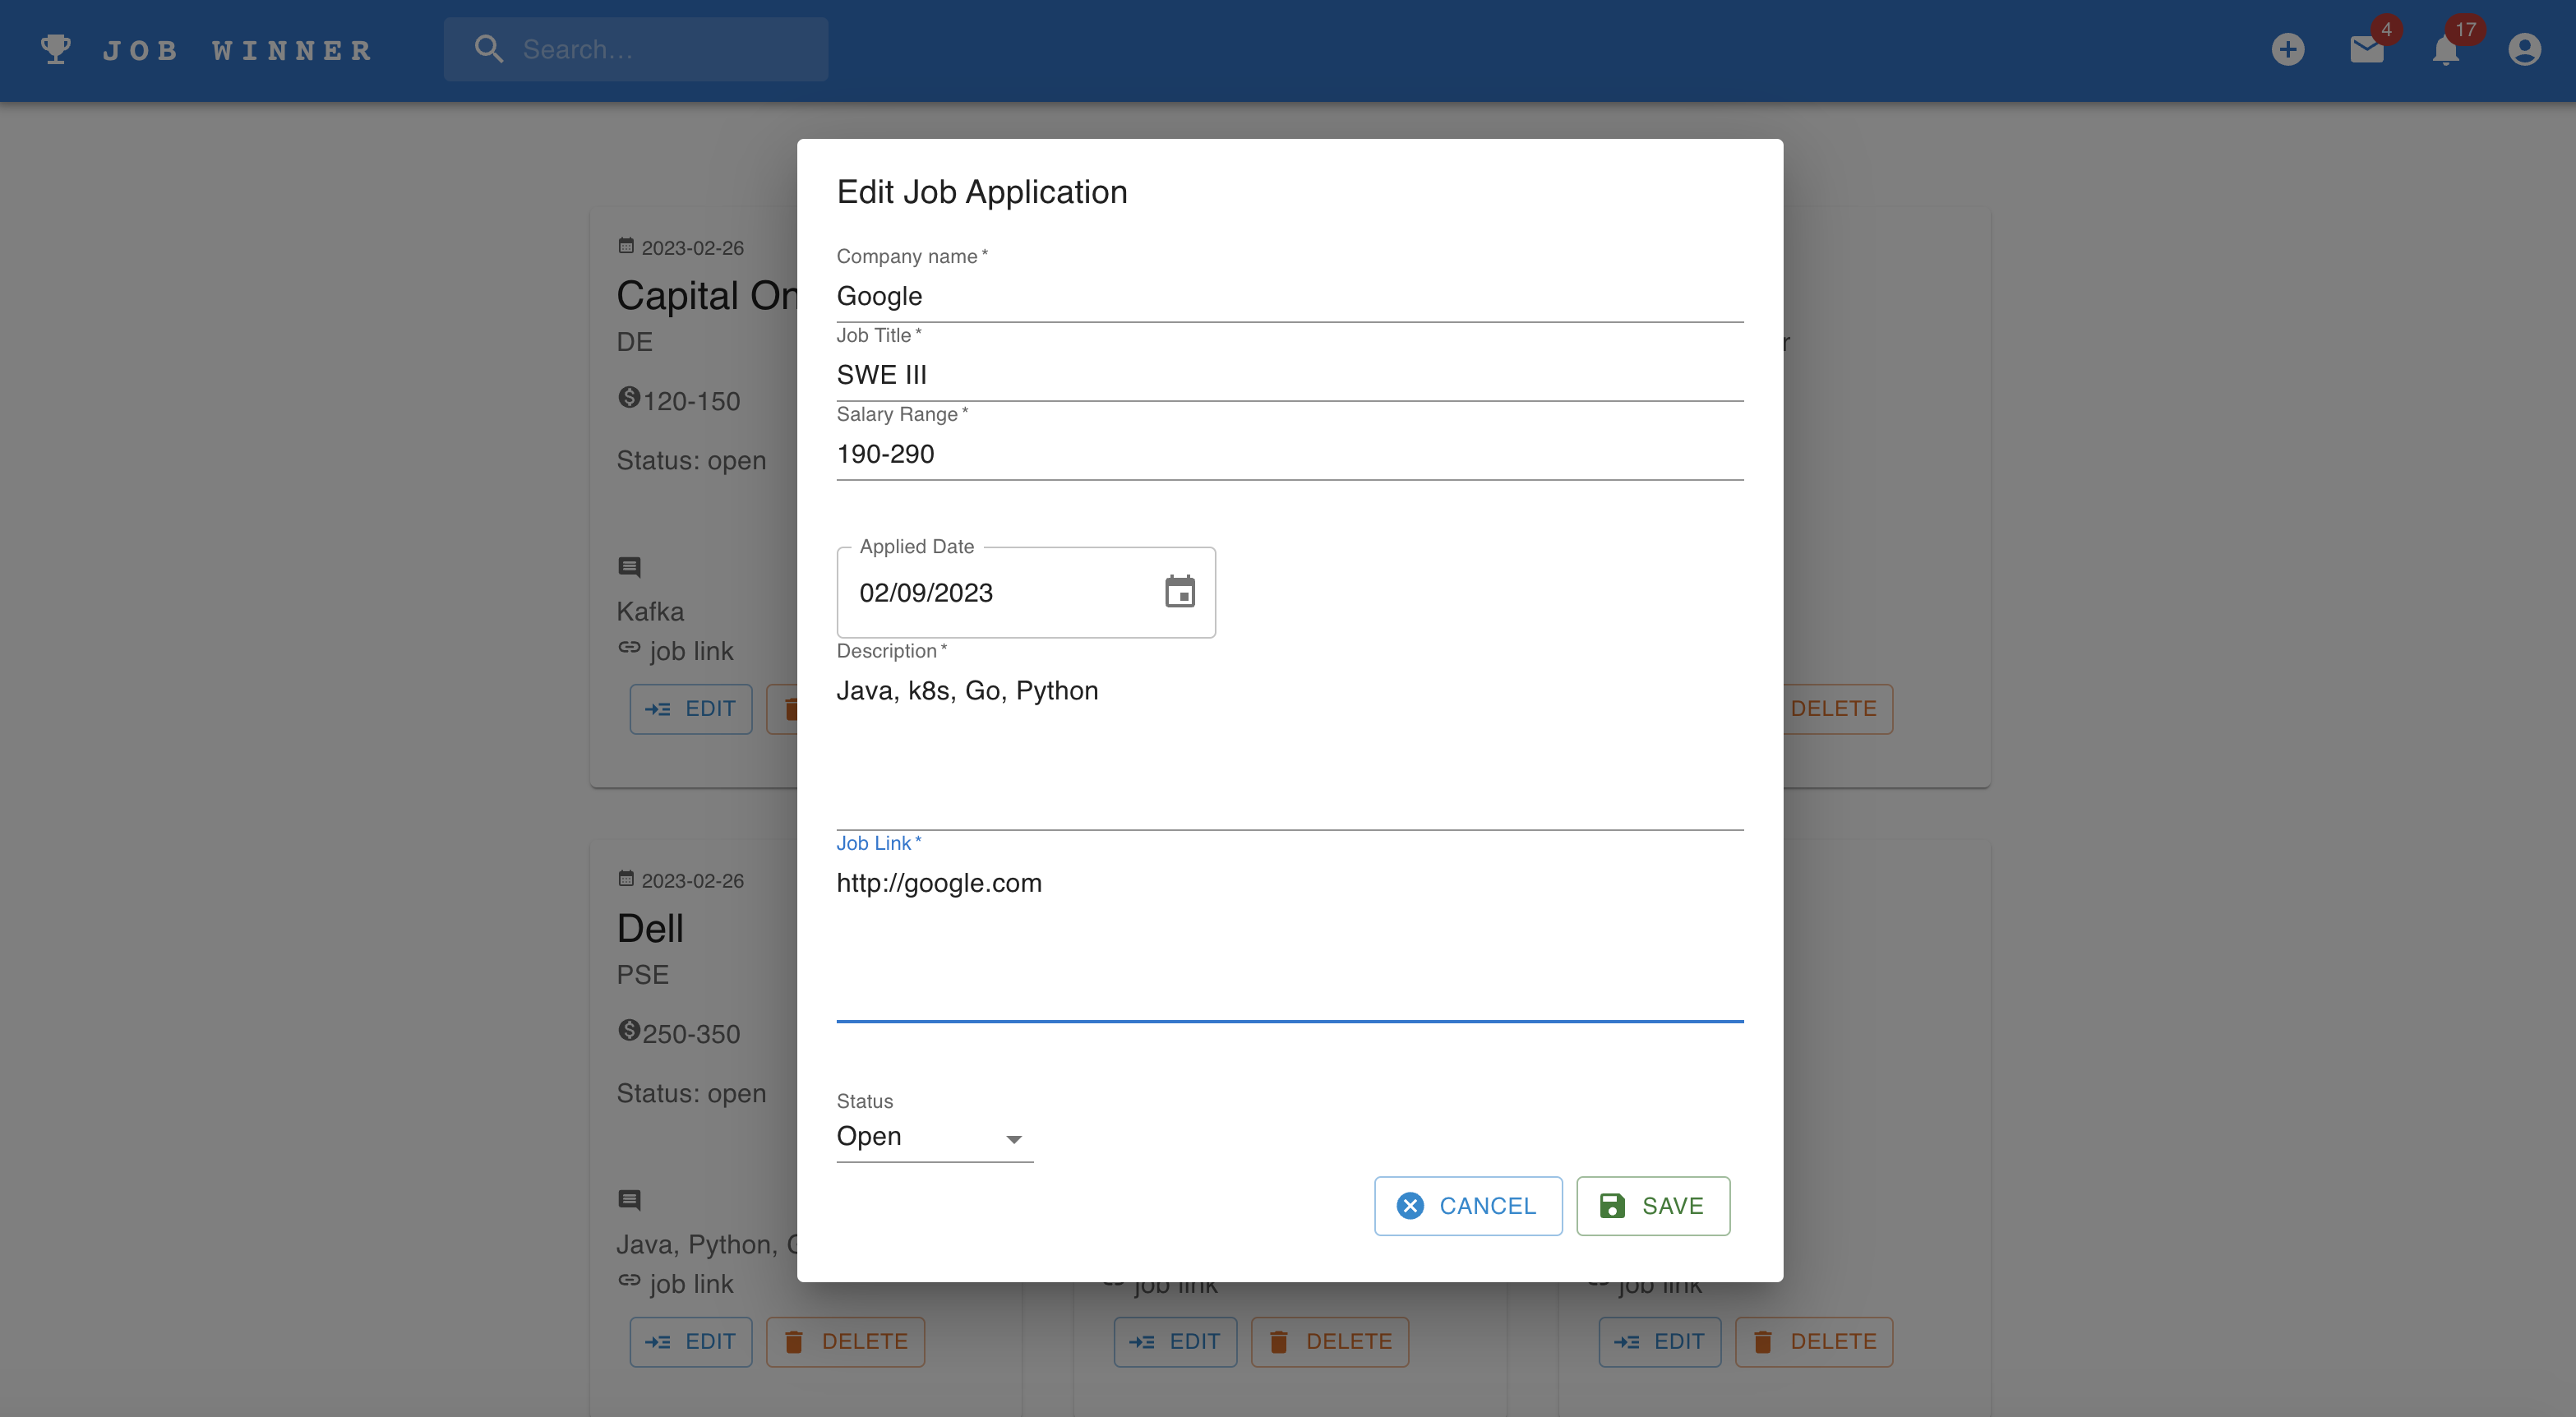 JOB WINNER
Search...
4
17
Edit Job Application
Company name *
Google
Job Title *
SWE III
Salary Range *
190-290
Applied Date
02/09/2023
Description *
Java, k8s, Go, Python
Job Link *
http://google.com
Status
Open
CANCEL
SAVE
2023-02-26
Capital
DE
120-150
Status: open
Kafka
job link
EDIT
DELETE
2023-02-26
Dell
PSE
250-350
Status: open
Java, Python,
job link
job link
job link
EDIT
DELETE
EDIT
DELETE
EDIT
DELETE